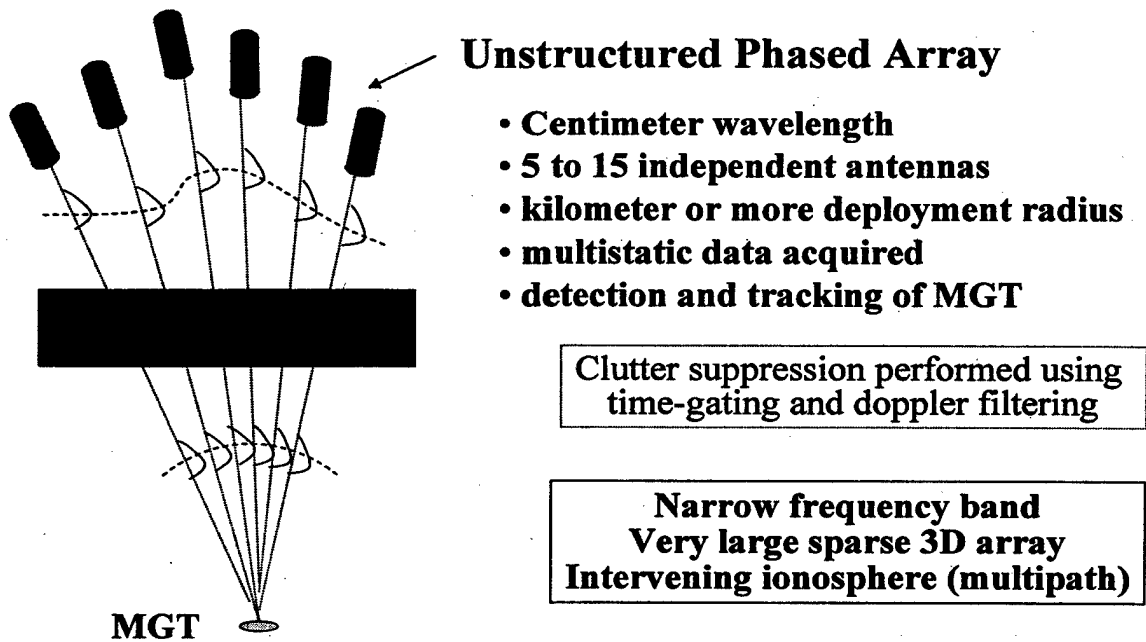 Unstructured Phased Array
• Centimeter wavelength
• 5 to 15 independent antennas
• kilometer or more deployment radius
• multistatic data acquired
• detection and tracking of MGT
Clutter suppression performed using
time-gating and doppler filtering
Narrow frequency band
Very large sparse 3D array
Intervening ionosphere (multipath)
MGT